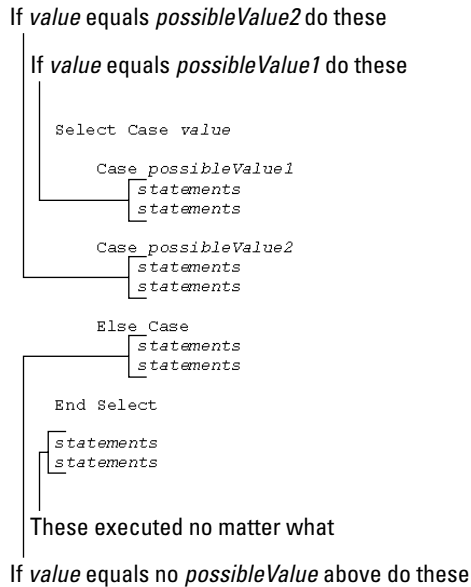 If value equals possibleValue2 do these
If value equals possibleValue1 do these
Select Case value
Case possibleValue1
statements
statements
Case possibleValue2
statements
statements
Else Case
statements
statements
End Select
statements
statements
These executed no matter what
If value equals no possibleValue above do these